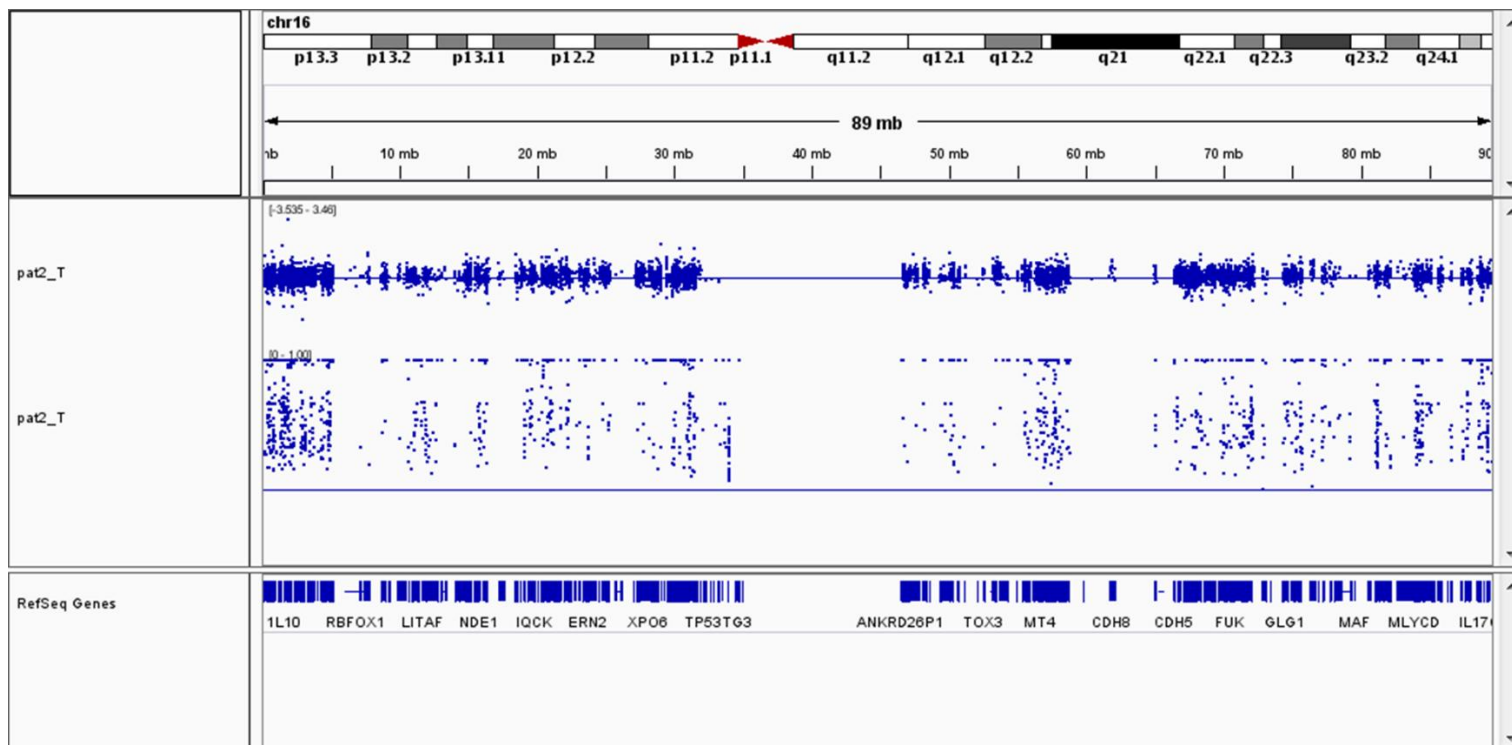 chr16
p13.3 p13.2 p13.11 p12.2 p11.2 p11.1 q11.2 q12.1 q12.2 q21 q22.1 q22.3 q23.2 q24.1
89 mb
10 mb 20 mb 30 mb 40 mb 50 mb 60 mb 70 mb 80 mb 90
[-3.535 - 3.46]
pat2_T
[0 - 1.00]
pat2_T
RefSeq Genes
1L10 RBFOX1 LITAF NDE1 IQCK ERN2 XPO6 TP53TG3 ANKRD26P1 TOX3 MT4 CDH8 CDH5 FUK GLG1 MAF MLYCD IL17